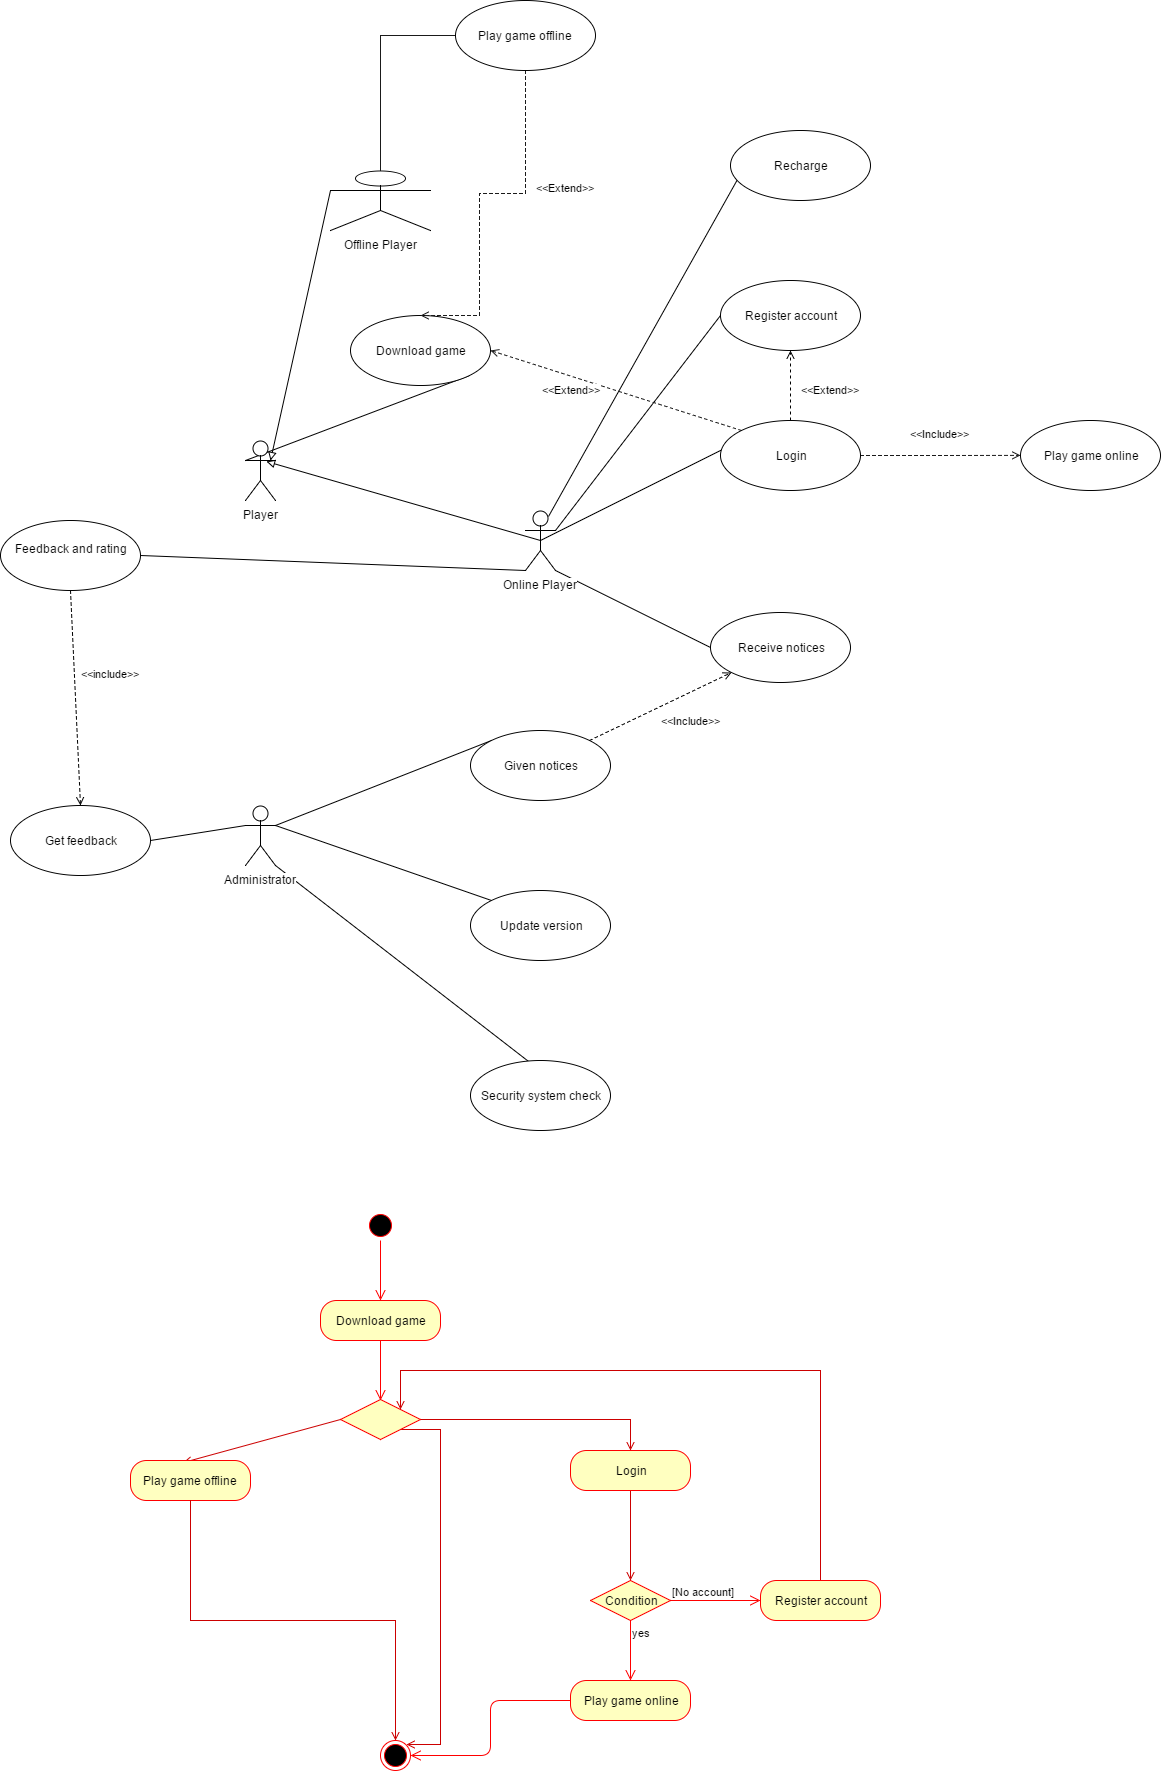 Play game offline
Recharge
<<Extend>>
Offline Player
Register account
Download game
<<Extend>>
<<Extend>>
<<Include>>
Login
Play game online
Player
Feedback and rating
Online Player
Receive notices
<<include>>
<<Include>>
Given notices
Get feedback
Administrator
Update version
Security system check
Download game
Login
Play game offline
[No account]
Condition
Register account
yes
Play game online